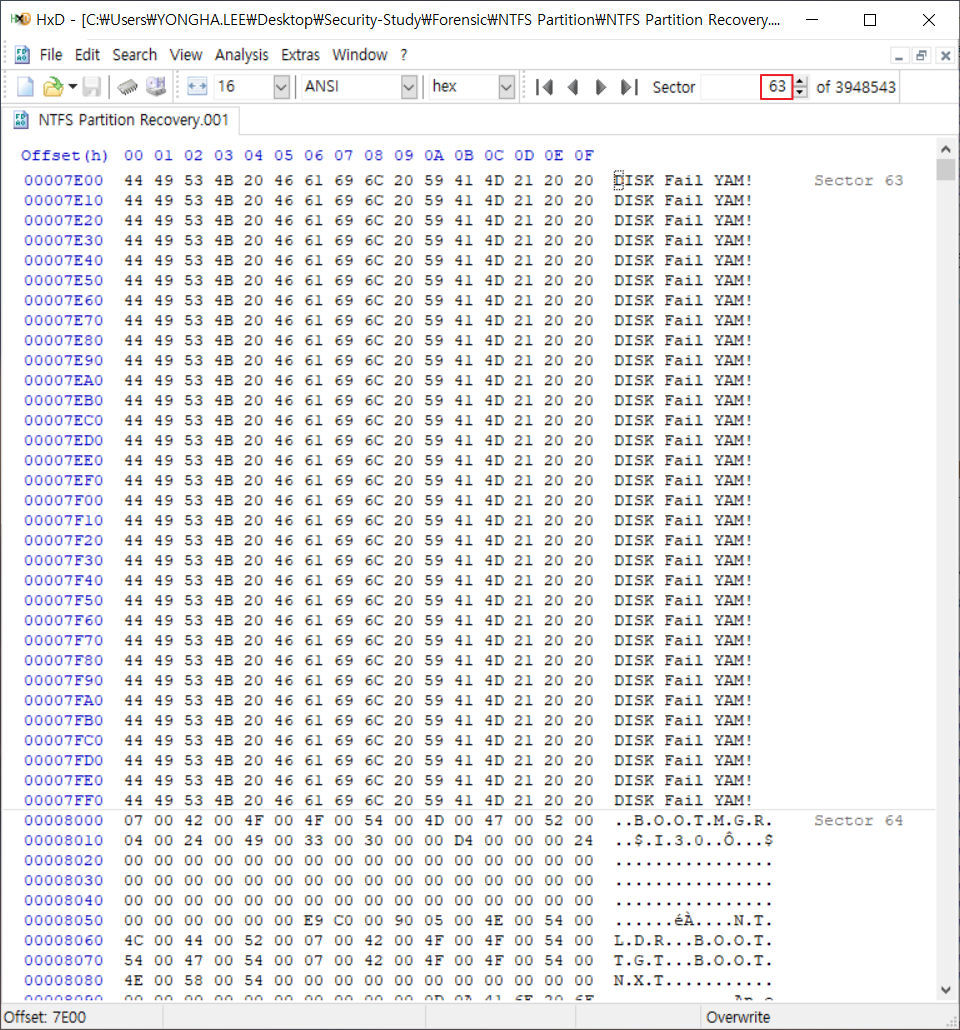 HxD - [C:₩Users₩YONGHA.LEE₩Desktop₩Security-Study₩Forensic₩NTFS Partition₩NTFS Partition Recovery....
File Edit Search View Analysis Extras Window ?
16 ANSI hex Sector 63 of 3948543
NTFS Partition Recovery.001
Offset(h) 00 01 02 03 04 05 06 07 08 09 0A 0B 0C 0D 0E 0F
00007E00 44 49 53 4B 20 46 61 69 6C 20 59 41 4D 21 20 20 DISK Fail YAM! Sector 63
00007E10 44 49 53 4B 20 46 61 69 6C 20 59 41 4D 21 20 20 DISK Fail YAM!
00007E20 44 49 53 4B 20 46 61 69 6C 20 59 41 4D 21 20 20 DISK Fail YAM!
00007E30 44 49 53 4B 20 46 61 69 6C 20 59 41 4D 21 20 20 DISK Fail YAM!
00007E40 44 49 53 4B 20 46 61 69 6C 20 59 41 4D 21 20 20 DISK Fail YAM!
00007E50 44 49 53 4B 20 46 61 69 6C 20 59 41 4D 21 20 20 DISK Fail YAM!
00007E60 44 49 53 4B 20 46 61 69 6C 20 59 41 4D 21 20 20 DISK Fail YAM!
00007E70 44 49 53 4B 20 46 61 69 6C 20 59 41 4D 21 20 20 DISK Fail YAM!
00007E80 44 49 53 4B 20 46 61 69 6C 20 59 41 4D 21 20 20 DISK Fail YAM!
00007E90 44 49 53 4B 20 46 61 69 6C 20 59 41 4D 21 20 20 DISK Fail YAM!
00007EA0 44 49 53 4B 20 46 61 69 6C 20 59 41 4D 21 20 20 DISK Fail YAM!
00007EB0 44 49 53 4B 20 46 61 69 6C 20 59 41 4D 21 20 20 DISK Fail YAM!
00007EC0 44 49 53 4B 20 46 61 69 6C 20 59 41 4D 21 20 20 DISK Fail YAM!
00007ED0 44 49 53 4B 20 46 61 69 6C 20 59 41 4D 21 20 20 DISK Fail YAM!
00007EE0 44 49 53 4B 20 46 61 69 6C 20 59 41 4D 21 20 20 DISK Fail YAM!
00007EF0 44 49 53 4B 20 46 61 69 6C 20 59 41 4D 21 20 20 DISK Fail YAM!
00007F00 44 49 53 4B 20 46 61 69 6C 20 59 41 4D 21 20 20 DISK Fail YAM!
00007F10 44 49 53 4B 20 46 61 69 6C 20 59 41 4D 21 20 20 DISK Fail YAM!
00007F20 44 49 53 4B 20 46 61 69 6C 20 59 41 4D 21 20 20 DISK Fail YAM!
00007F30 44 49 53 4B 20 46 61 69 6C 20 59 41 4D 21 20 20 DISK Fail YAM!
00007F40 44 49 53 4B 20 46 61 69 6C 20 59 41 4D 21 20 20 DISK Fail YAM!
00007F50 44 49 53 4B 20 46 61 69 6C 20 59 41 4D 21 20 20 DISK Fail YAM!
00007F60 44 49 53 4B 20 46 61 69 6C 20 59 41 4D 21 20 20 DISK Fail YAM!
00007F70 44 49 53 4B 20 46 61 69 6C 20 59 41 4D 21 20 20 DISK Fail YAM!
00007F80 44 49 53 4B 20 46 61 69 6C 20 59 41 4D 21 20 20 DISK Fail YAM!
00007F90 44 49 53 4B 20 46 61 69 6C 20 59 41 4D 21 20 20 DISK Fail YAM!
00007FA0 44 49 53 4B 20 46 61 69 6C 20 59 41 4D 21 20 20 DISK Fail YAM!
00007FB0 44 49 53 4B 20 46 61 69 6C 20 59 41 4D 21 20 20 DISK Fail YAM!
00007FC0 44 49 53 4B 20 46 61 69 6C 20 59 41 4D 21 20 20 DISK Fail YAM!
00007FD0 44 49 53 4B 20 46 61 69 6C 20 59 41 4D 21 20 20 DISK Fail YAM!
00007FE0 44 49 53 4B 20 46 61 69 6C 20 59 41 4D 21 20 20 DISK Fail YAM!
00007FF0 44 49 53 4B 20 46 61 69 6C 20 59 41 4D 21 20 20 DISK Fail YAM!
00008000 07 00 42 00 4F 00 4F 00 54 00 4D 00 47 00 52 00 ..B.O.O.T.M.G.R. Sector 64
00008010 04 00 24 00 49 00 33 00 30 00 00 D4 00 00 00 24 ..$.I.3.0..Ô...$
00008020 00 00 00 00 00 00 00 00 00 00 00 00 00 00 00 00 ................
00008030 00 00 00 00 00 00 00 00 00 00 00 00 00 00 00 00 ................
00008040 00 00 00 00 00 00 00 00 00 00 00 00 00 00 00 00 ................
00008050 00 00 00 00 00 00 E9 C0 00 90 05 00 4E 00 54 00 ......éÀ....N.T.
00008060 4C 00 44 00 52 00 07 00 42 00 4F 00 4F 00 54 00 L.D.R...B.O.O.T.
00008070 54 00 47 00 54 00 07 00 42 00 4F 00 4F 00 54 00 T.G.T...B.O.O.T.
00008080 4E 00 58 00 54 00 00 00 00 00 00 00 00 00 00 00 N.X.T...........
Offset: 7E00 Overwrite